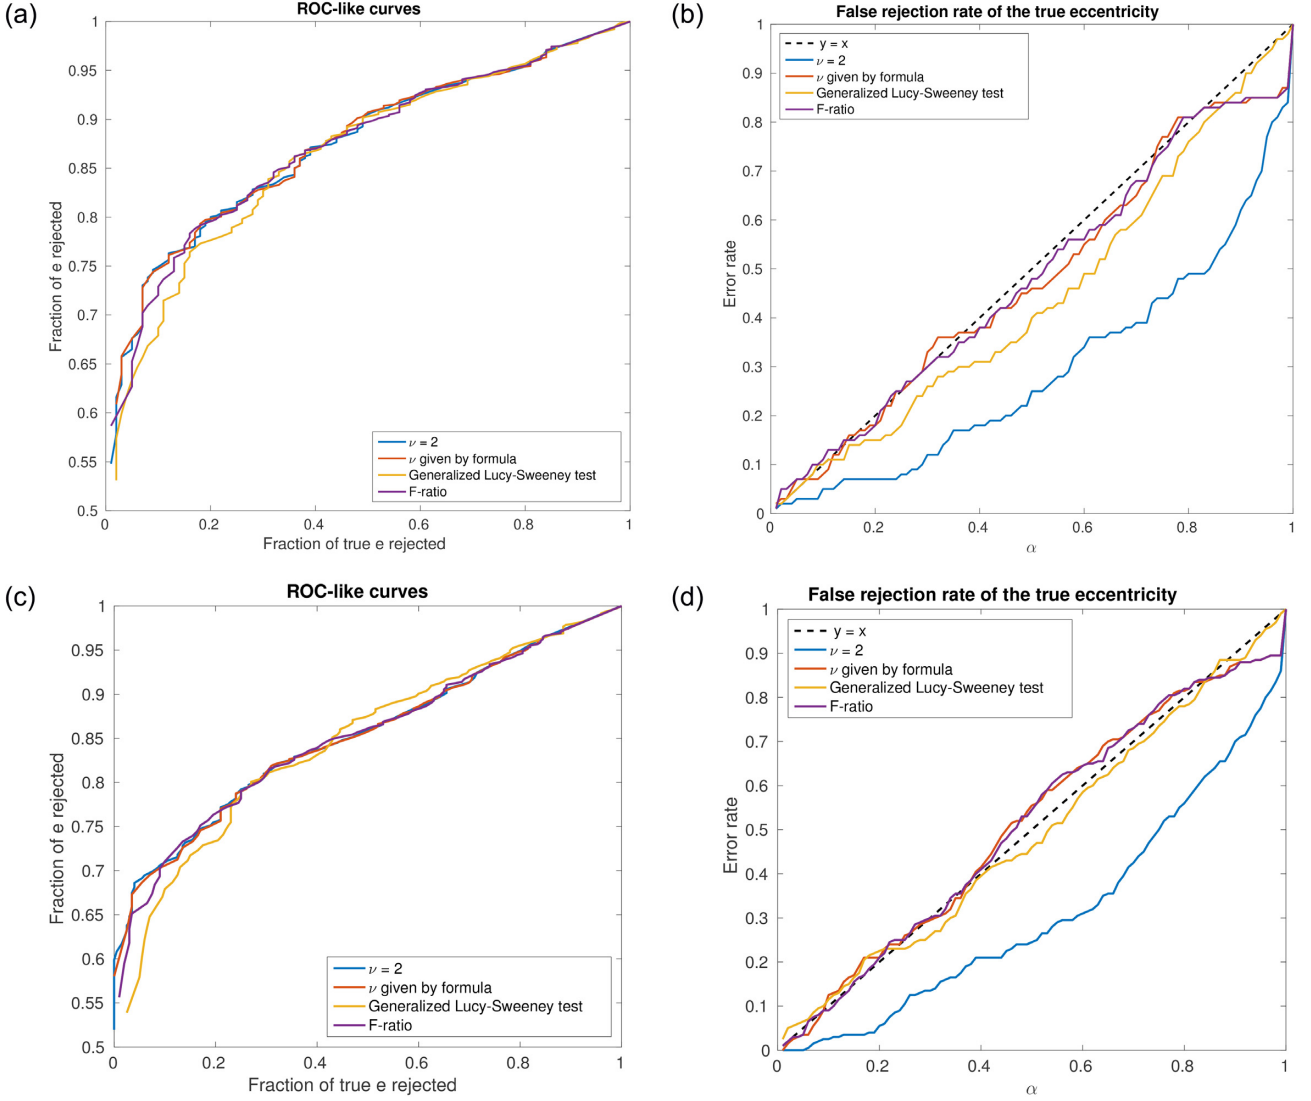 (a)
ROC-like curves
1
0.95
0.9
0.85
0.8
0.75
0.7
0.65
0.6
0.55
0.5
0
0.2
0.4
0.6
0.8
1
Fraction of e rejected
Fraction of true e rejected
ν = 2
ν given by formula
Generalized Lucy-Sweeney test
F-ratio
(b)
False rejection rate of the true eccentricity
1
0.9
0.8
0.7
0.6
0.5
0.4
0.3
0.2
0.1
0
0
0.2
0.4
0.6
0.8
1
Error rate
α
y = x
ν = 2
ν given by formula
Generalized Lucy-Sweeney test
F-ratio
(c)
ROC-like curves
1
0.95
0.9
0.85
0.8
0.75
0.7
0.65
0.6
0.55
0.5
0
0.2
0.4
0.6
0.8
1
Fraction of e rejected
Fraction of true e rejected
ν = 2
ν given by formula
Generalized Lucy-Sweeney test
F-ratio
(d)
False rejection rate of the true eccentricity
1
0.9
0.8
0.7
0.6
0.5
0.4
0.3
0.2
0.1
0
0
0.2
0.4
0.6
0.8
1
Error rate
α
y = x
ν = 2
ν given by formula
Generalized Lucy-Sweeney test
F-ratio